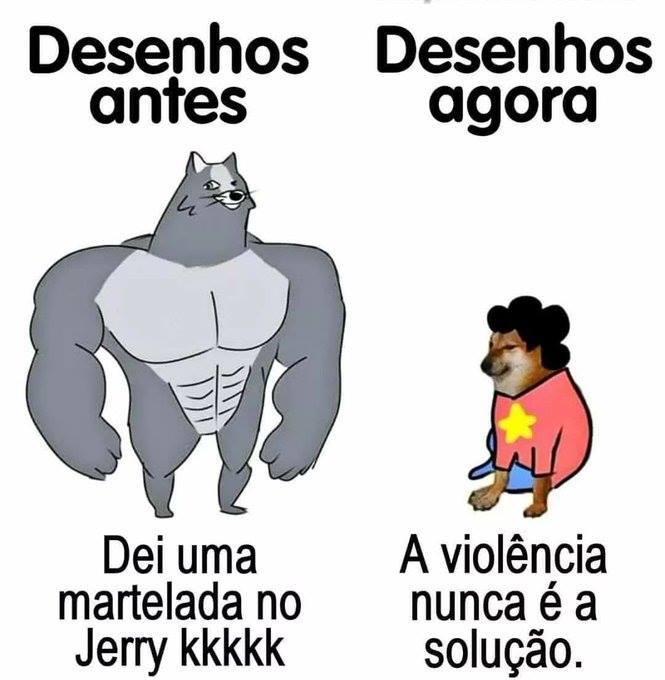 Desenhos antes
Desenhos agora
Dei uma
martelada no
Jerry kkkkk
A violência
nunca é a
solução.